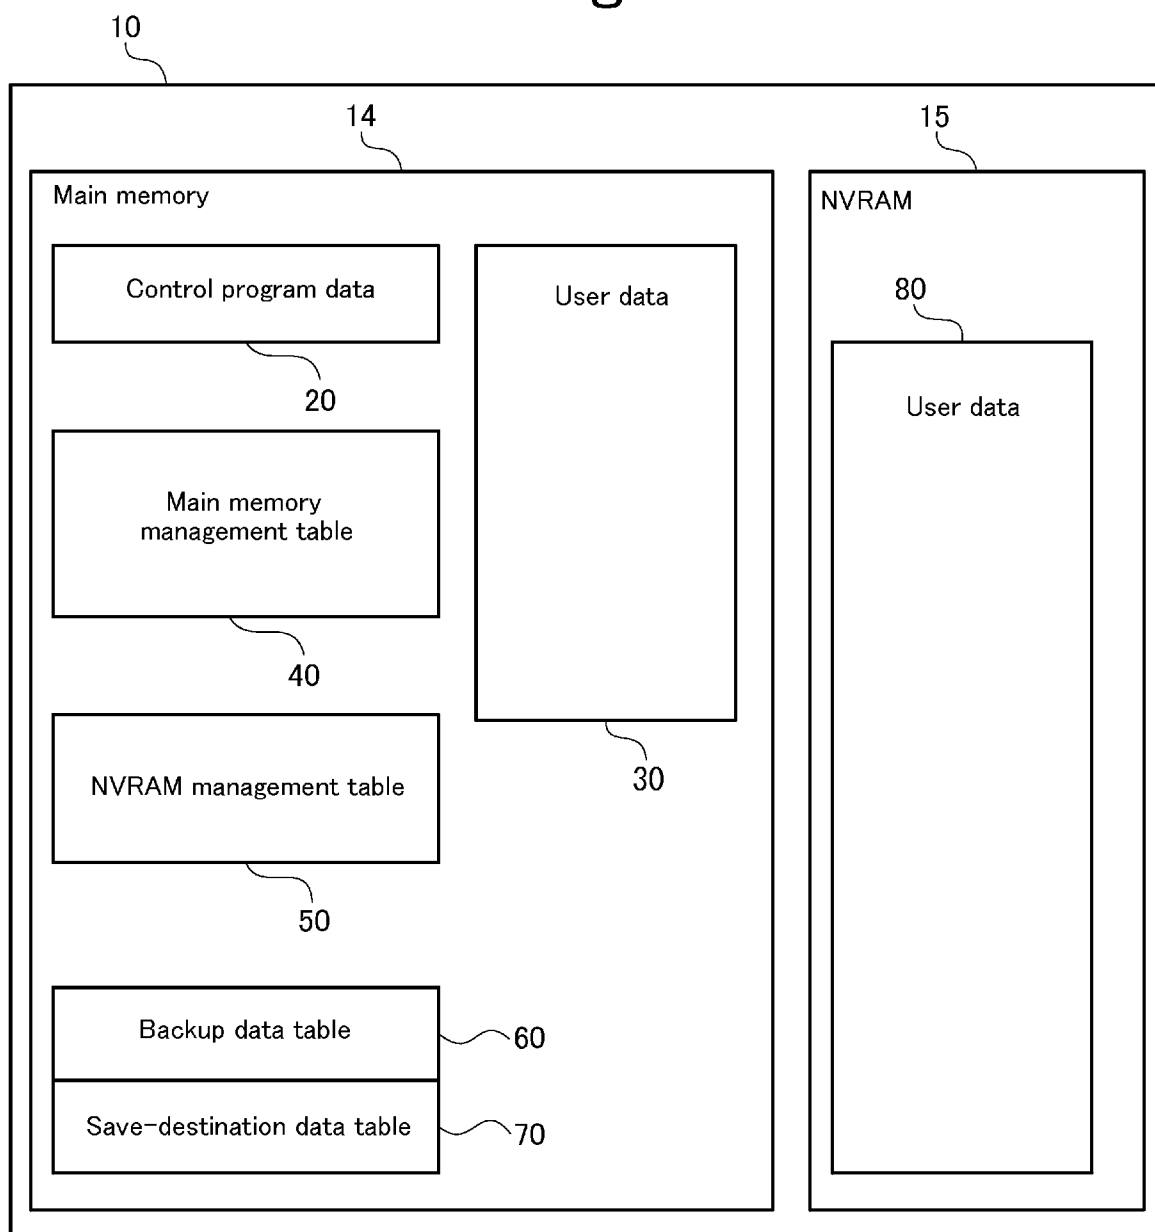 10
14
15
Main memory
NVRAM
Control program data
User data
80
20
User data
Main memory
management table
40
30
NVRAM management table
50
Backup data table
60
Save-destination data table
70